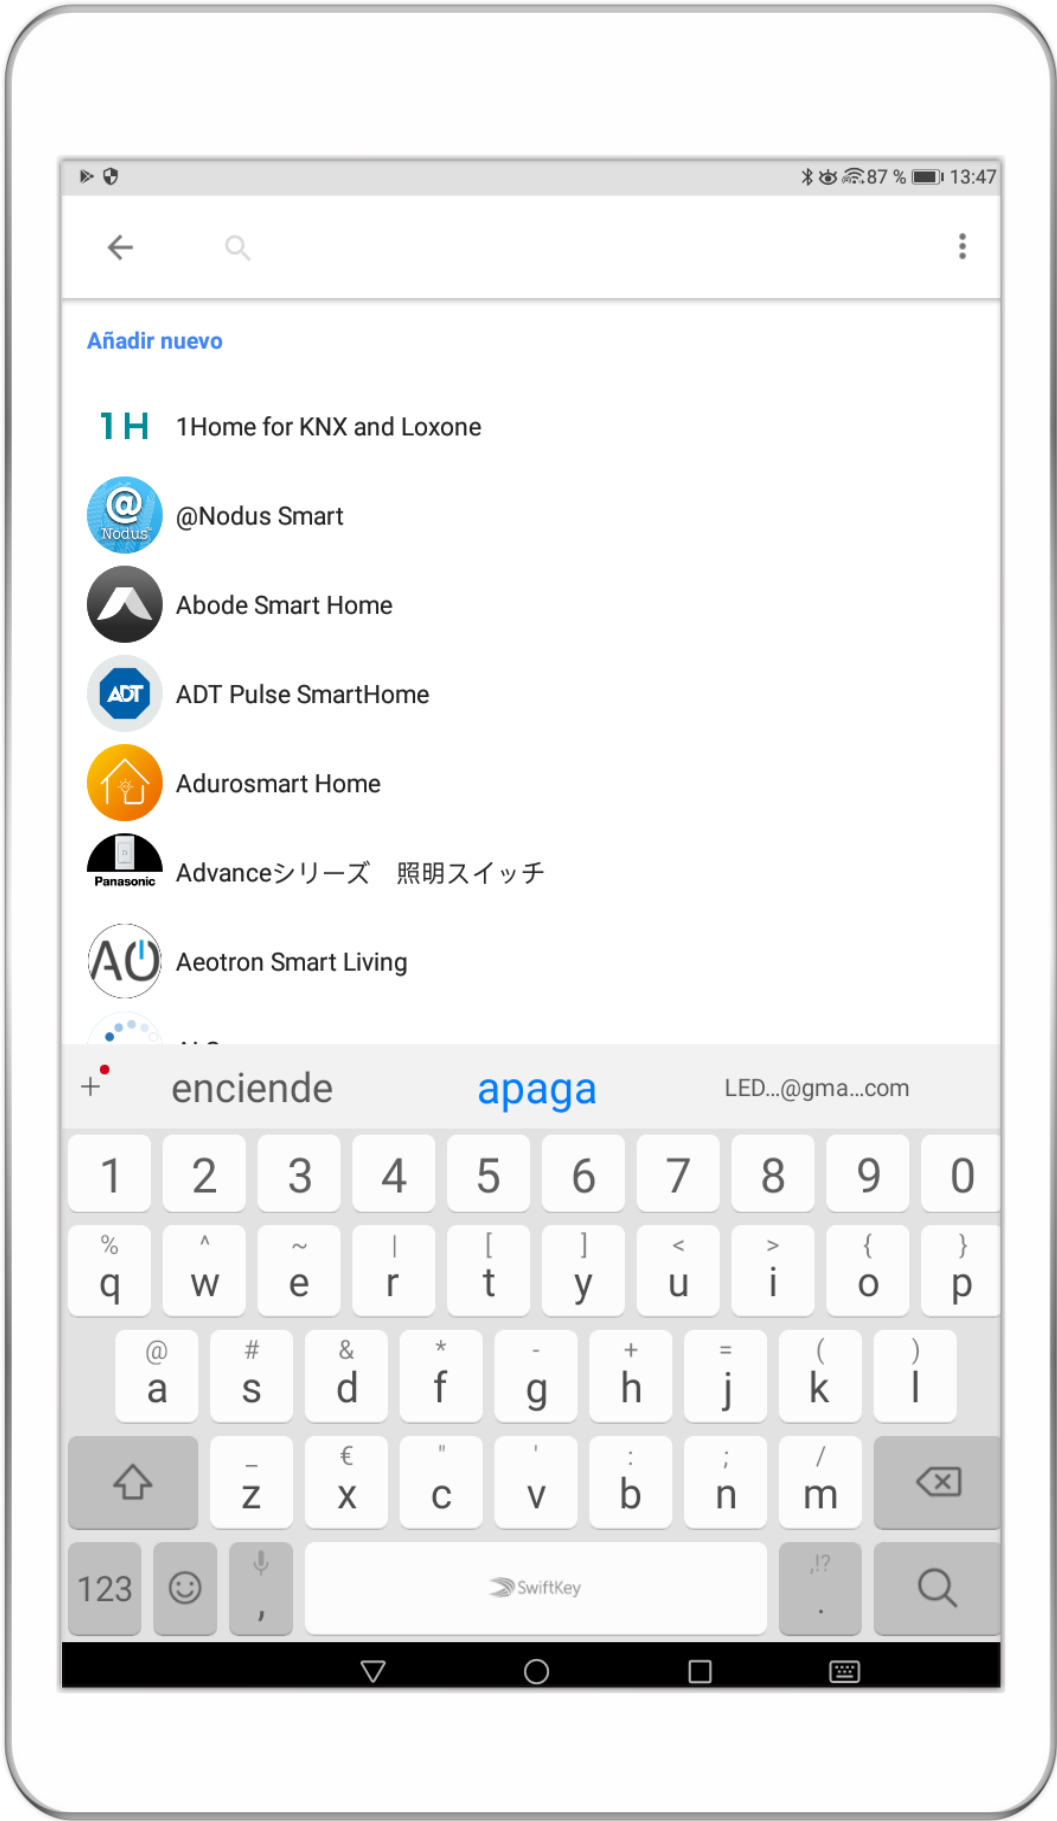 87 % 13:47
Añadir nuevo
1H 1Home for KNX and Loxone
@ Nodus @Nodus Smart
Abode Smart Home
ADT ADT Pulse SmartHome
Adurosmart Home
Panasonic Advanceシリーズ　照明スイッチ
AO Aeotron Smart Living
+ enciende apaga LED...@gma...com
1 2 3 4 5 6 7 8 9 0
% ^ ~ | [ ] < > { }
q w e r t y u i o p
@ # & * - + = ( )
a s d f g h j k l
_ € " ' : ; /
z x c v b n m
,!?
123 , SwiftKey .